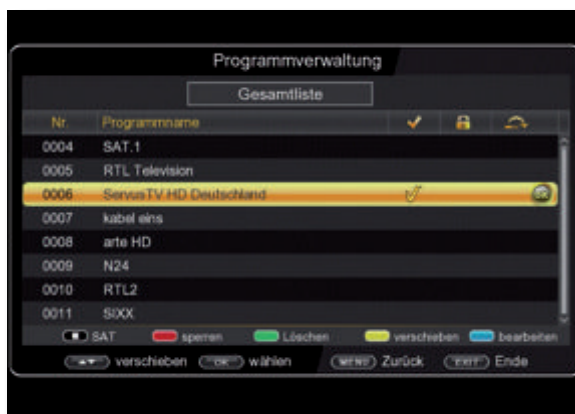 Programmverwaltung
Gesamtliste
Nr. Programmname
0004 SAT.1
0005 RTL Television
0006 ServusTV HD Deutschland
0007 kabel eins
0008 arte HD
0009 N24
0010 RTL2
0011 SIXX
SAT sperren Löschen verschieben bearbeiten
verschieben OK wählen MENU Zurück EXIT Ende